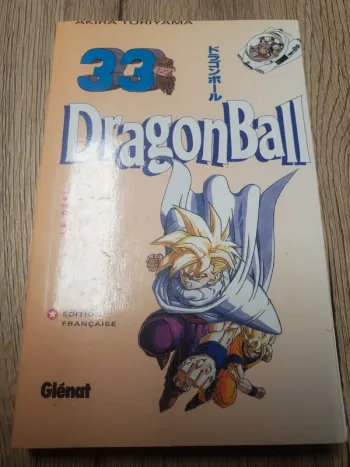 AKIRA TORIYAMA
33
ドラゴンボール
DragonBall
ÉDITION
FRANÇAISE
Glénat